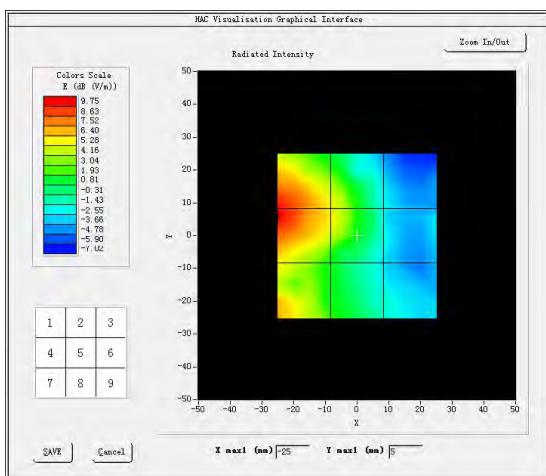 HAC Visualisation Graphical Interface
Zoom In/Out
Radiated Intensity
Colors Scale
E (dB (V/m))
9.75
8.63
7.52
6.40
5.28
4.16
3.04
1.93
0.81
-0.31
-1.43
-2.55
-3.66
-4.78
-5.90
-7.02
50
40
30
20
10
0
-10
-20
-30
-40
-50
Y
-50 -40 -30 -20 -10 0 10 20 30 40 50
X
1 2 3
4 5 6
7 8 9
SAVE Cancel
X max1 (mm) -25 Y max1 (mm) 5